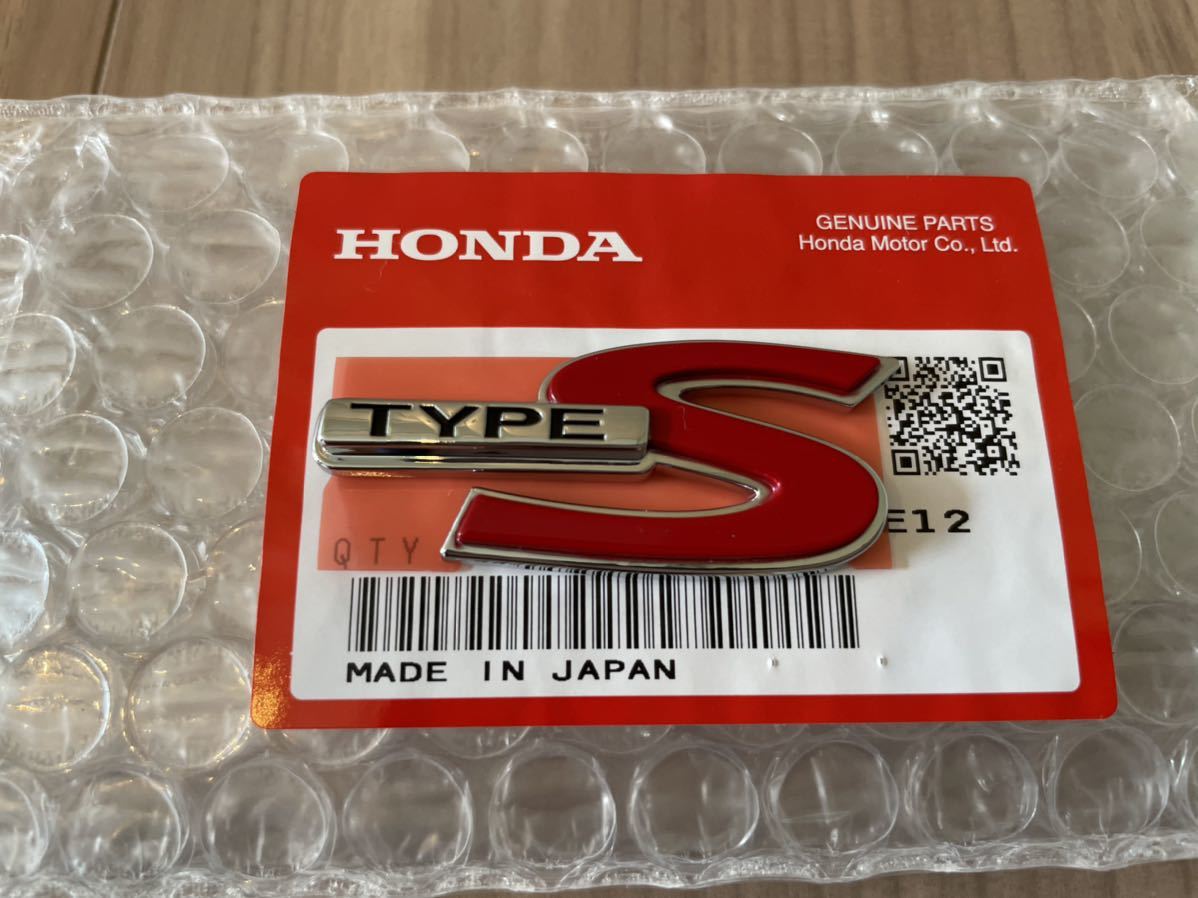 HONDA
GENUINE PARTS
Honda Motor Co., Ltd.
TYPE S
E12
QTY
MADE IN JAPAN